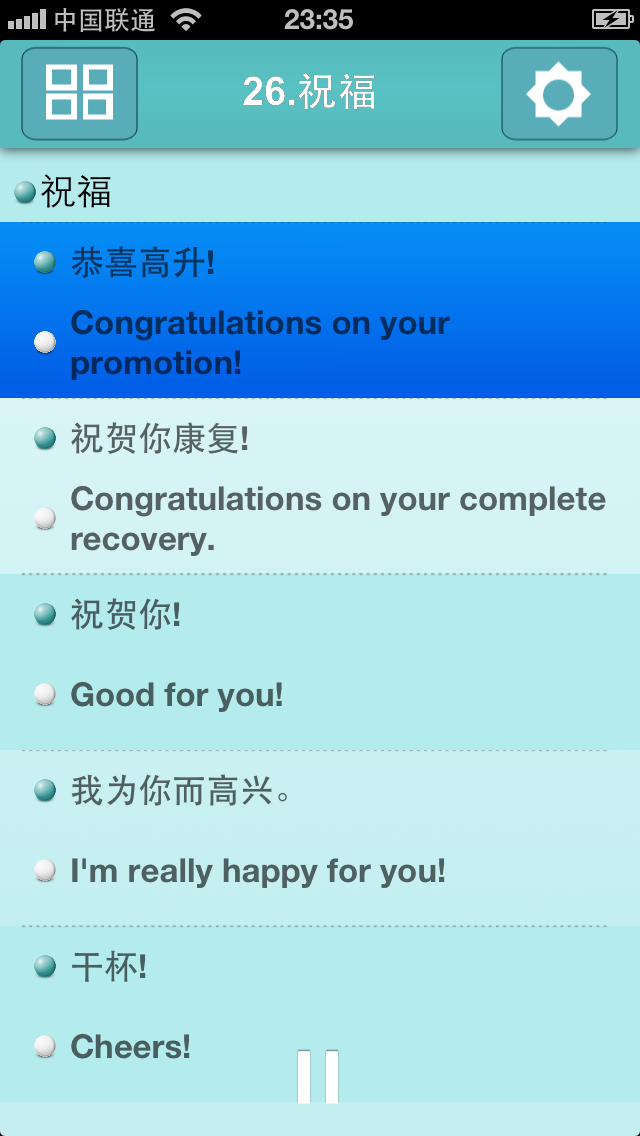 中国联通 23:35
26.祝福
祝福
恭喜高升!
Congratulations on your
promotion!
祝贺你康复!
Congratulations on your complete
recovery.
祝贺你!
Good for you!
我为你而高兴。
I'm really happy for you!
干杯!
Cheers!